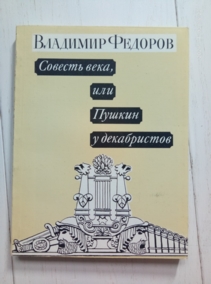 ВЛАДИМИР ФЕДОРОВ
Совесть века,
или
Пушкин
у декабристов